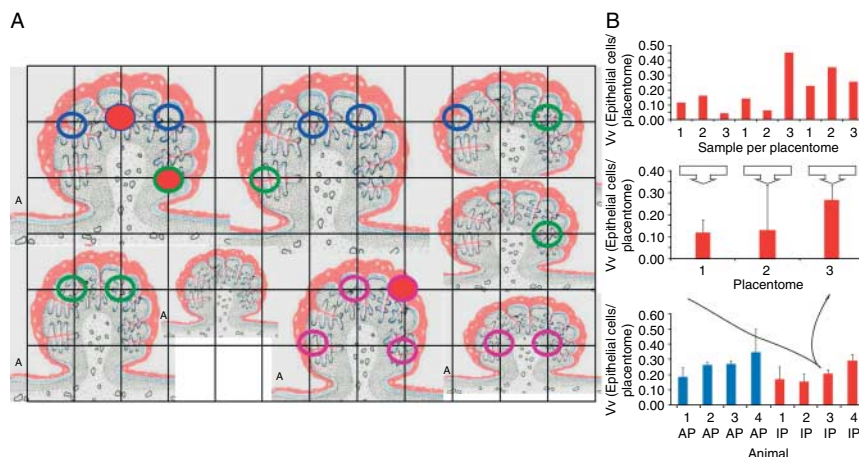 A
B
A
A
A
A
A
Vv (Epithelial cells/
placentome)
0.50
0.40
0.30
0.20
0.10
0.00
1 2 3 1 2 3 1 2 3
Sample per placentome
Vv (Epithelial cells/
placentome)
0.40
0.30
0.20
0.10
0.00
1 2 3
Placentome
Vv (Epithelial cells/
placentome)
0.60
0.50
0.40
0.30
0.20
0.10
0.00
1 2 3 4 1 2 3 4
AP AP AP AP IP IP IP IP
Animal